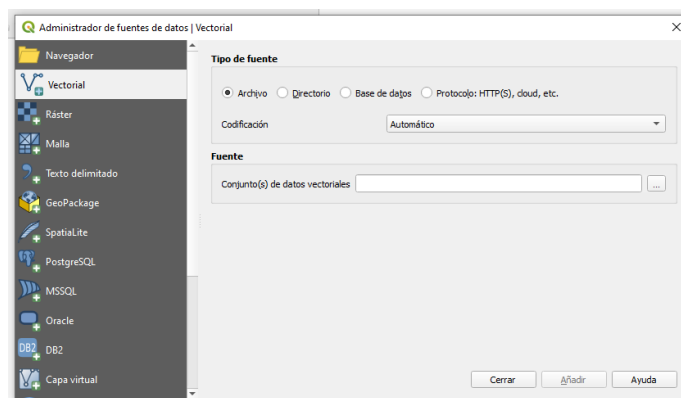 Administrador de fuentes de datos | Vectorial
Navegador
Vectorial
Ráster
Malla
Texto delimitado
GeoPackage
SpatiaLite
PostgreSQL
MSSQL
Oracle
DB2
DB2
Capa virtual
Tipo de fuente
Archivo Directorio Base de datos Protocolo: HTTP(S), cloud, etc.
Codificación Automático
Fuente
Conjunto(s) de datos vectoriales ...
Cerrar Añadir Ayuda